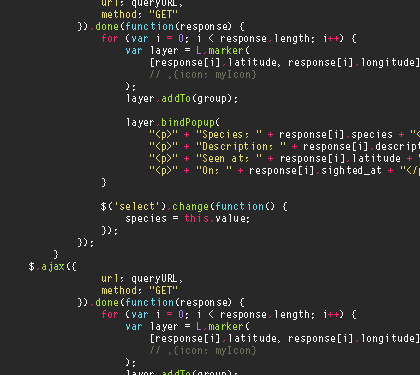 url: queryURL,
method: "GET"
}).done(function(response) {
for (var i = 0; i < response.length; i++) {
var layer = L.marker(
[response[i].latitude, response[i].longitude]
// ,{icon: myIcon}
);
layer.addTo(group);
layer.bindPopup(
"<p>" + "Species: " + response[i].species + "<
"<p>" + "Description: " + response[i].descript
"<p>" + "Seen at: " + response[i].latitude + "
"<p>" + "On: " + response[i].sighted_at + "</p
}
$('select').change(function() {
species = this.value;
});
});
}
$.ajax({
url: queryURL,
method: "GET"
}).done(function(response) {
for (var i = 0; i < response.length; i++) {
var layer = L.marker(
[response[i].latitude, response[i].longitude]
// ,{icon: myIcon}
);
layer.addTo(group);